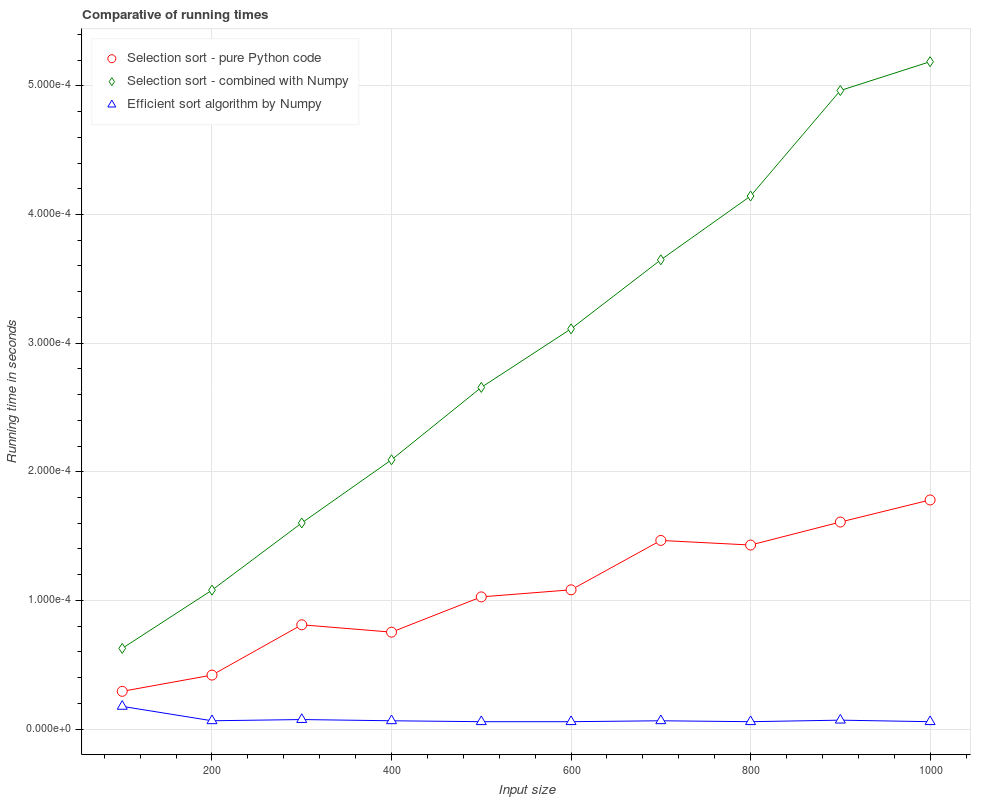 Comparative of running times
Selection sort - pure Python code
Selection sort - combined with Numpy
Efficient sort algorithm by Numpy
5.000e-4
4.000e-4
3.000e-4
2.000e-4
1.000e-4
0.000e+0
Running time in seconds
200 400 600 800 1000
Input size